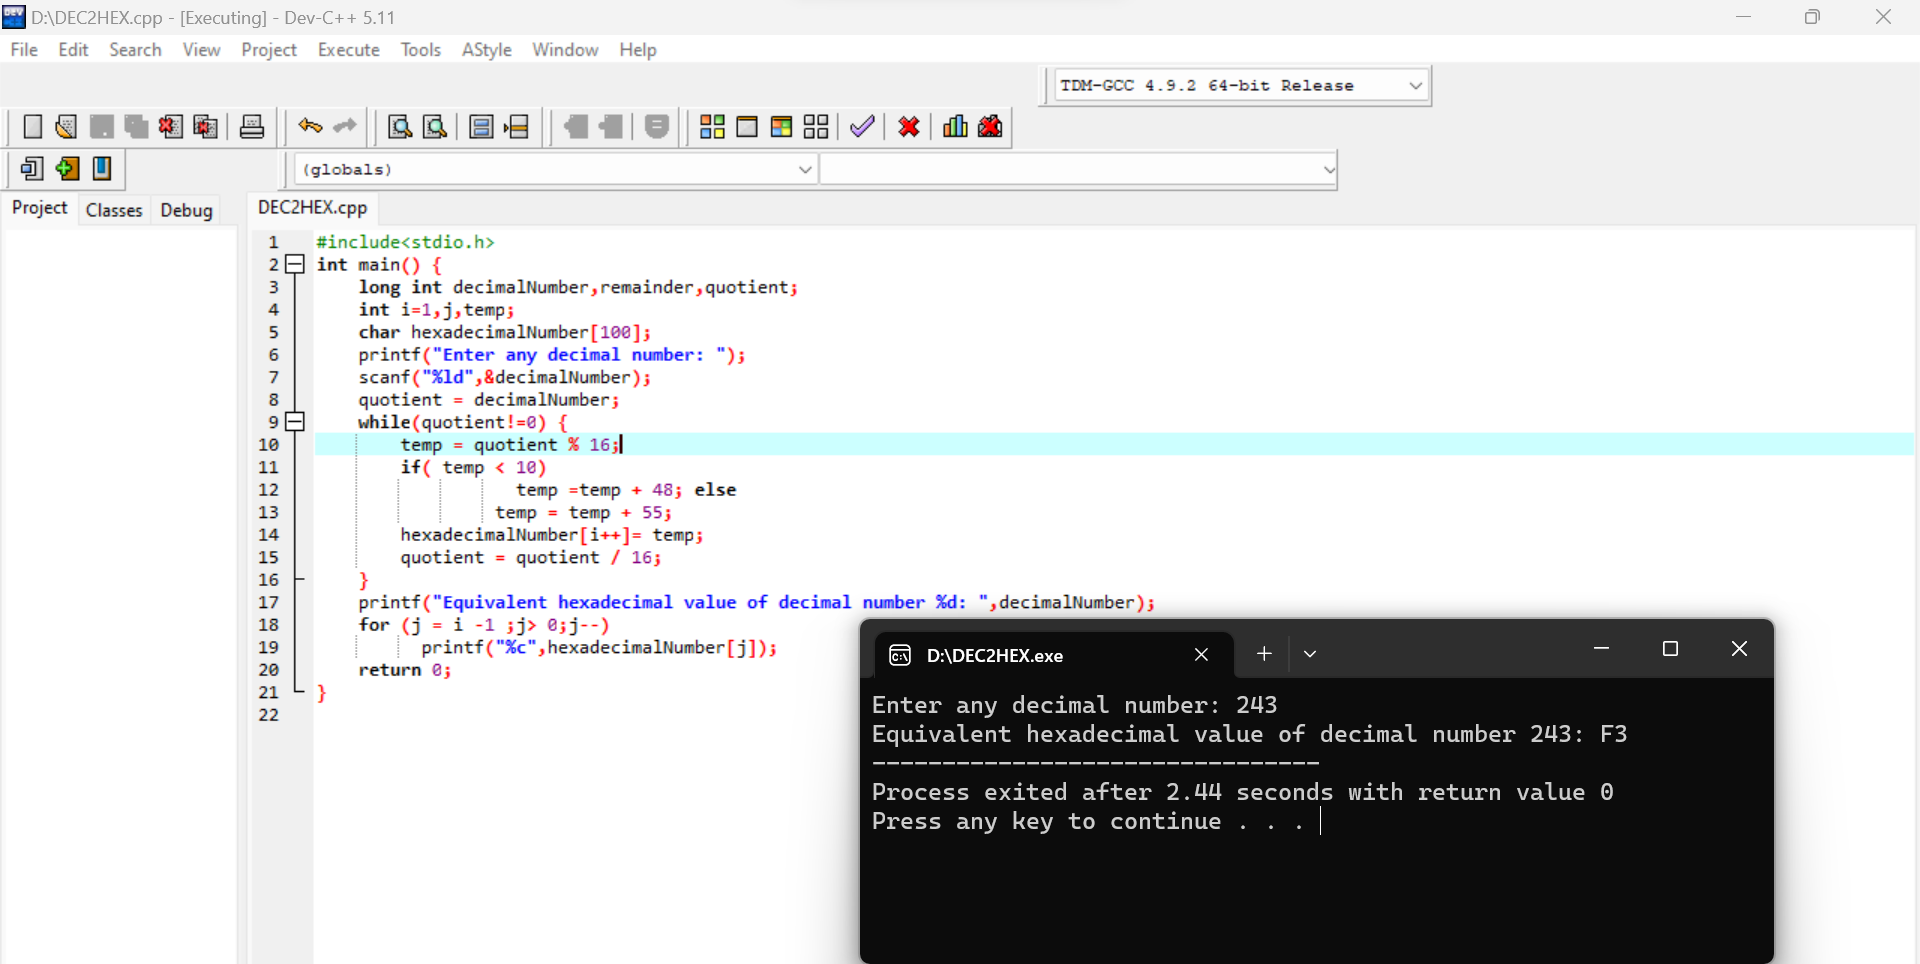 D:\DEC2HEX.cpp - [Executing] - Dev-C++ 5.11
File Edit Search View Project Execute Tools AStyle Window Help
TDM-GCC 4.9.2 64-bit Release
(globals)
Project Classes Debug DEC2HEX.cpp
1 #include<stdio.h>
2 int main() {
3 long int decimalNumber,remainder,quotient;
4 int i=1,j,temp;
5 char hexadecimalNumber[100];
6 printf("Enter any decimal number: ");
7 scanf("%ld",&decimalNumber);
8 quotient = decimalNumber;
9 while(quotient!=0) {
10 temp = quotient % 16;
11 if( temp < 10)
12 temp =temp + 48; else
13 temp = temp + 55;
14 hexadecimalNumber[i++]= temp;
15 quotient = quotient / 16;
16 }
17 printf("Equivalent hexadecimal value of decimal number %d: ",decimalNumber);
18 for (j = i -1 ;j> 0;j--)
19 printf("%c",hexadecimalNumber[j]);
20 return 0;
21 }
22
D:\DEC2HEX.exe
Enter any decimal number: 243
Equivalent hexadecimal value of decimal number 243: F3
--------------------------------
Process exited after 2.44 seconds with return value 0
Press any key to continue . . .